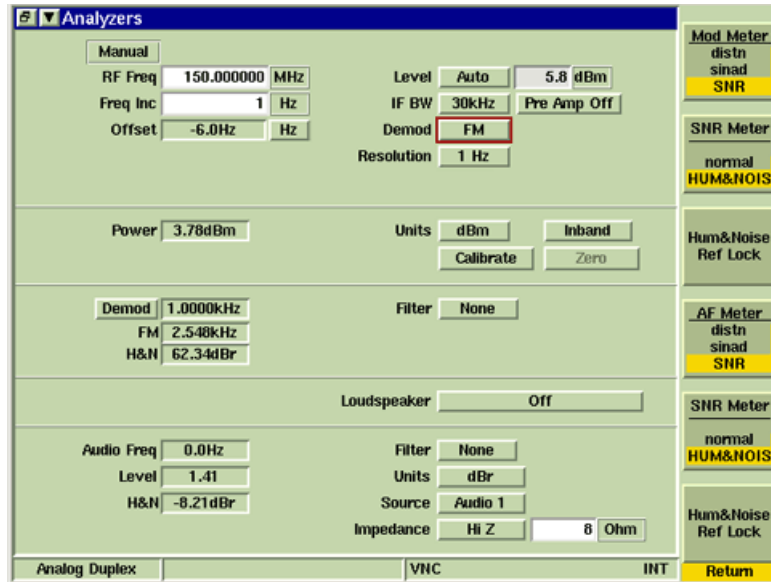 Analyzers
Manual
RF Freq 150.000000 MHz Level Auto 5.8 dBm
Freq Inc 1 Hz IF BW 30kHz Pre Amp Off
Offset -6.0Hz Hz Demod FM
Resolution 1 Hz
Power 3.78dBm Units dBm Inband
Calibrate Zero
Demod 1.0000kHz Filter None
FM 2.548kHz
H&N 62.34dBr
Loudspeaker Off
Audio Freq 0.0Hz Filter None
Level 1.41 Units dBr
H&N -8.21dBr Source Audio 1
Impedance Hi Z 8 Ohm
Analog Duplex VNC INT
Mod Meter
distn
sinad
SNR
SNR Meter
normal
HUM&NOIS
Hum&Noise
Ref Lock
AF Meter
distn
sinad
SNR
SNR Meter
normal
HUM&NOIS
Hum&Noise
Ref Lock
Return